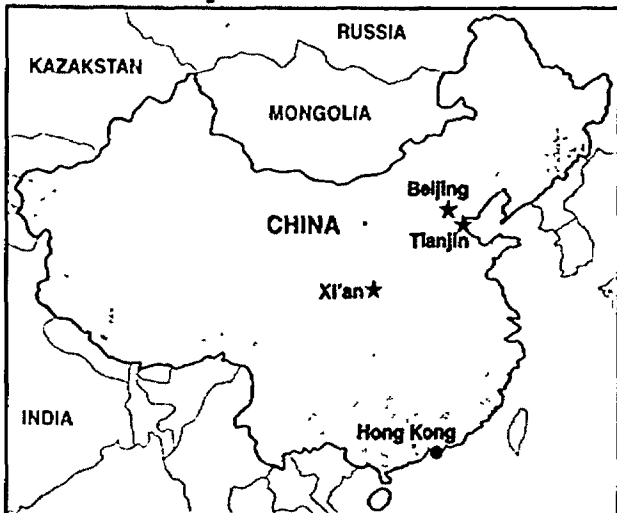 RUSSIA
KAZAKSTAN
MONGOLIA
Beijing
CHINA
Tianjin
Xi'an
INDIA
Hong Kong